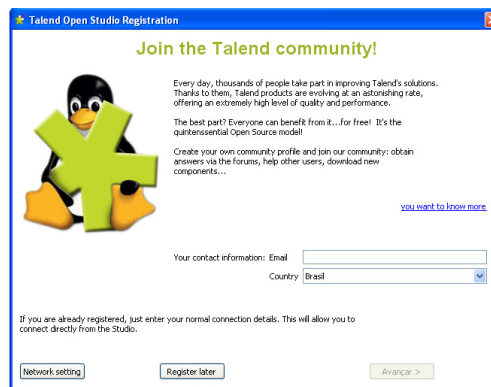 Talend Open Studio Registration
Join the Talend community!
Every day, thousands of people take part in improving Talend's solutions.
Thanks to them, Talend products are evolving at an astonishing rate,
offering an extremely high level of quality and performance.
The best part? Everyone can benefit from it...for free! It's the
quintenssential Open Source model!
Create your own community profile and join our community: obtain
answers via the forums, help other users, download new
components...
you want to know more
Your contact information: Email
Country Brasil
If you are already registered, just enter your normal connection details. This will allow you to
connect directly from the Studio.
Network setting Register later Avançar >